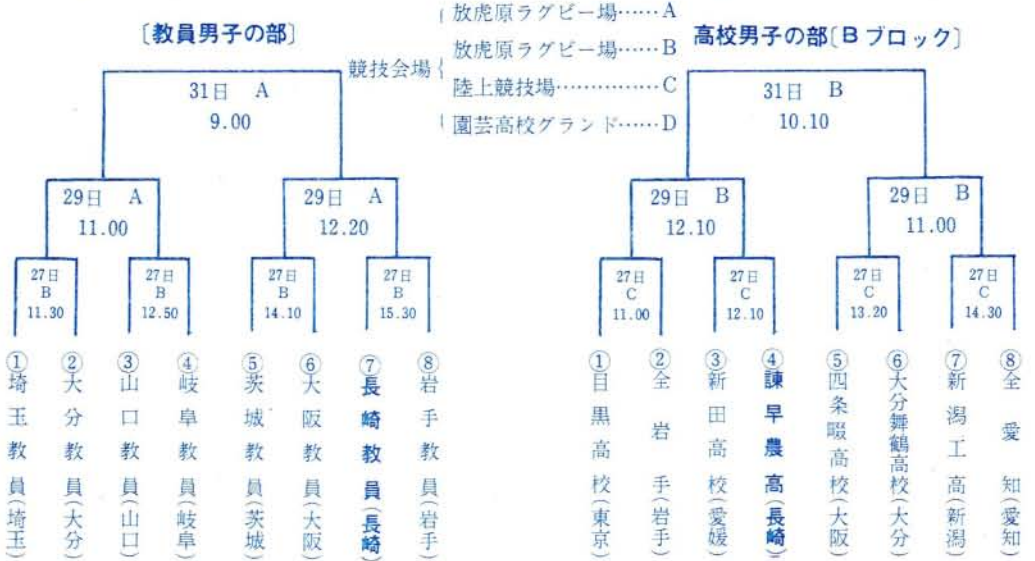 〔教員男子の部〕
競技会場
放虎原ラグビー場……A
放虎原ラグビー場……B
陸上競技場……………C
園芸高校グランド……D
高校男子の部〔Bブロック〕
31日 A
9.00
29日 A
11.00
29日 A
12.20
27日
B
11.30
27日
B
12.50
27日
B
14.10
27日
B
15.30
①埼玉教員(埼玉)
②大分教員(大分)
③山口教員(山口)
④岐阜教員(岐阜)
⑤茨城教員(茨城)
⑥大阪教員(大阪)
⑦長崎教員(長崎)
⑧岩手教員(岩手)
31日 B
10.10
29日 B
12.10
29日 B
11.00
27日
C
11.00
27日
C
12.10
27日
C
13.20
27日
C
14.30
①目黒高校(東京)
②全岩手(岩手)
③新田高校(愛媛)
④諫早農高(長崎)
⑤四条畷高校(大阪)
⑥大分舞鶴高校(大分)
⑦新潟工高(新潟)
⑧全愛知(愛知)